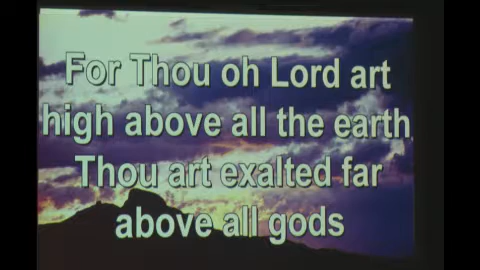 For Thou oh Lord art
high above all the earth
Thou art exalted far
above all gods